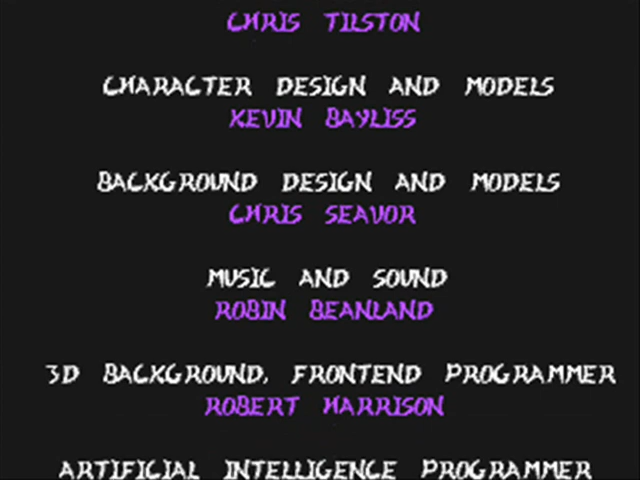 CHRIS TILSTON
CHARACTER DESIGN AND MODELS
KEVIN BAYLISS
BACKGROUND DESIGN AND MODELS
CHRIS SEAVOR
MUSIC AND SOUND
ROBIN BEANLAND
3D BACKGROUND, FRONTEND PROGRAMMER
ROBERT HARRISON
ARTIFICIAL INTELLIGENCE PROGRAMMER